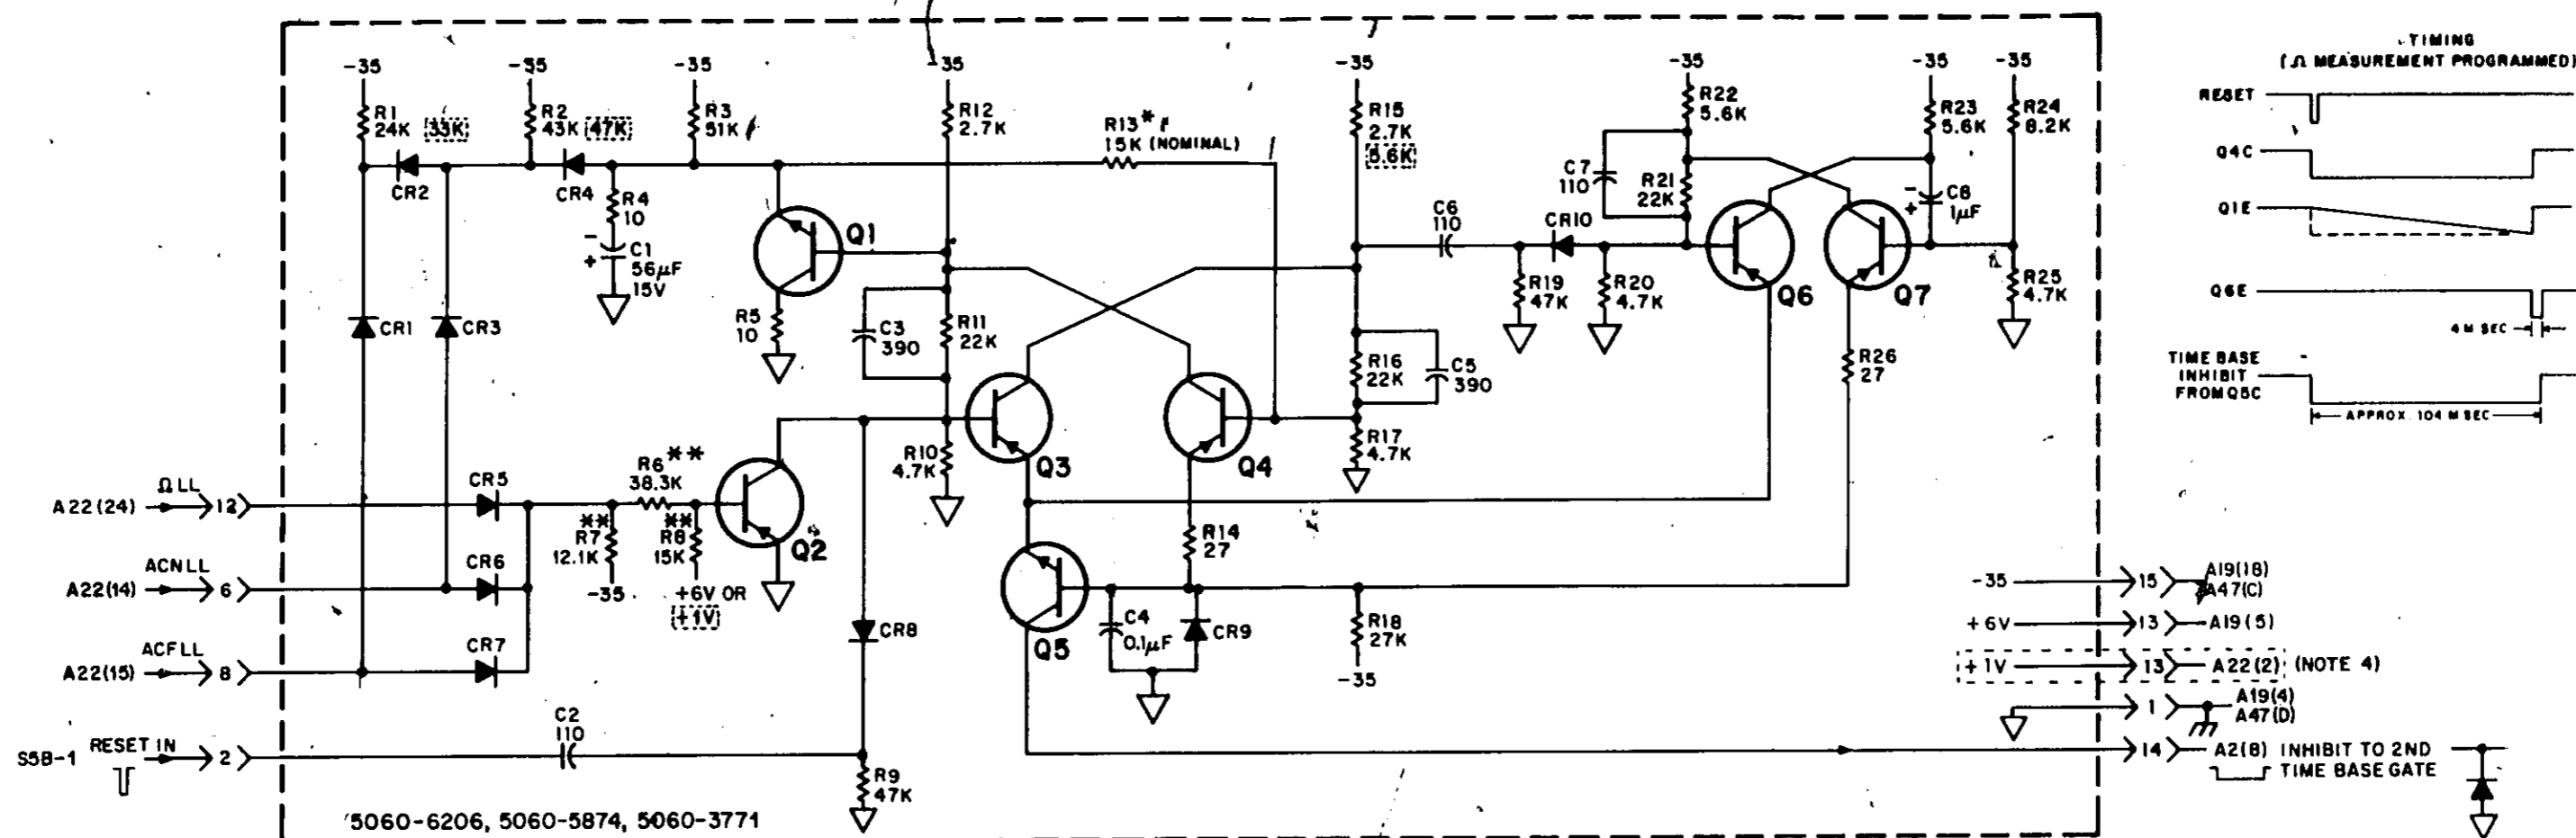 -35
-35
-35
-35
-35
-35
-35
-35
R1
24K
33K
R2
43K
47K
R3
51K
R12
2.7K
R13*
15K (NOMINAL)
R15
2.7K
5.6K
R22
5.6K
R23
5.6K
R24
8.2K
CR2
CR4
R4
10
-
+
C1
56µF
15V
Q1
R5
10
C3
390
R11
22K
C7
110
R21
22K
C6
110
CR10
R19
47K
R20
4.7K
Q6
Q7
-
+
C8
1µF
R25
4.7K
CR1
CR3
R16
22K
C5
390
R26
27
R10
4.7K
Q3
Q4
R17
4.7K
A22(24)
ΩLL
12
CR5
R6**
38.3K
**
R7
12.1K
-35
**
R8
15K
+6V OR
+1V
Q2
R14
27
A22(14)
ACNLL
6
CR6
A22(15)
ACFLL
8
CR7
CR8
Q5
C4
0.1µF
CR9
R18
27K
-35
S5B-1
RESET IN
2
C2
110
R9
47K
5060-6206, 5060-5874, 5060-3771
-35
15
A19(18)
A47(C)
+6V
13
A19(5)
+1V
13
A22(2) (NOTE 4)
1
A19(4)
A47(D)
14
A2(8) INHIBIT TO 2ND
TIME BASE GATE
TIMING
(Ω MEASUREMENT PROGRAMMED)
RESET
Q4C
Q1E
Q6E
4 M SEC
TIME BASE
INHIBIT
FROM Q5C
APPROX. 104 M SEC